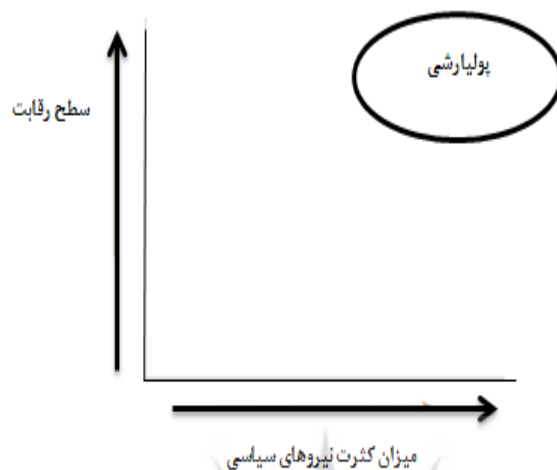 پولیارشی
سطح رقابت
میزان کثرت نیروهای سیاسی